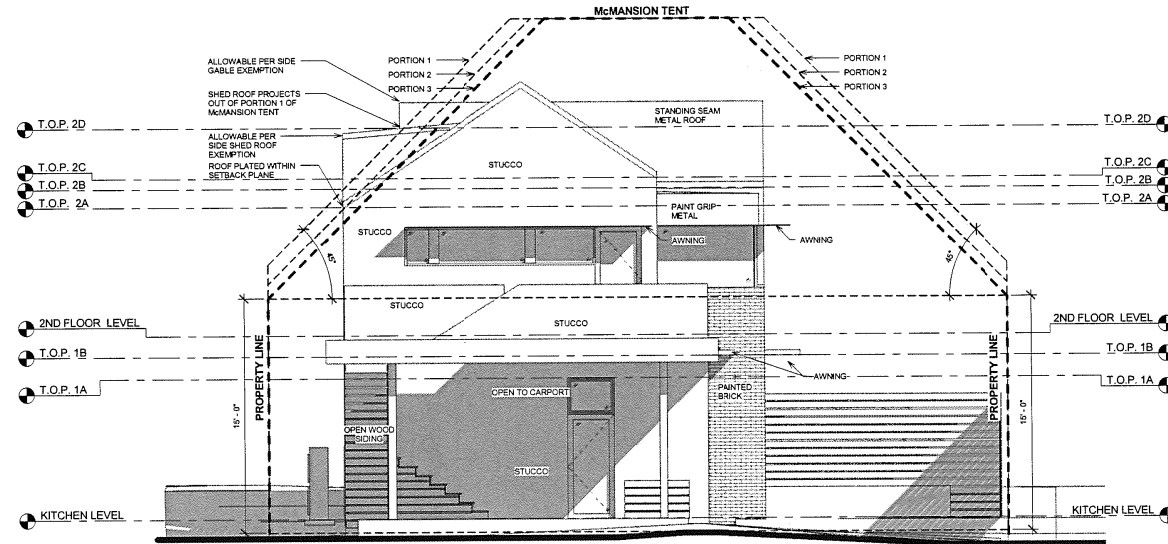 McMANSION TENT
ALLOWABLE PER SIDE
GABLE EXEMPTION
SHED ROOF PROJECTS
OUT OF PORTION 1 OF
McMANSION TENT
ALLOWABLE PER
SIDE SHED ROOF
EXEMPTION
ROOF PLATED WITHIN
SETBACK PLANE
PORTION 1
PORTION 2
PORTION 3
PORTION 1
PORTION 2
PORTION 3
STANDING SEAM
METAL ROOF
T.O.P. 2D
T.O.P. 2C
T.O.P. 2B
T.O.P. 2A
T.O.P. 2D
T.O.P. 2C
T.O.P. 2B
T.O.P. 2A
STUCCO
PAINT GRIP
METAL
STUCCO
AWNING
AWNING
45°
45°
STUCCO
STUCCO
2ND FLOOR LEVEL
T.O.P. 1B
T.O.P. 1A
2ND FLOOR LEVEL
T.O.P. 1B
T.O.P. 1A
15' - 0"
PROPERTY LINE
PROPERTY LINE
15' - 0"
AWNING
OPEN TO CARPORT
PAINTED
BRICK
OPEN WOOD
SIDING
STUCCO
KITCHEN LEVEL
KITCHEN LEVEL